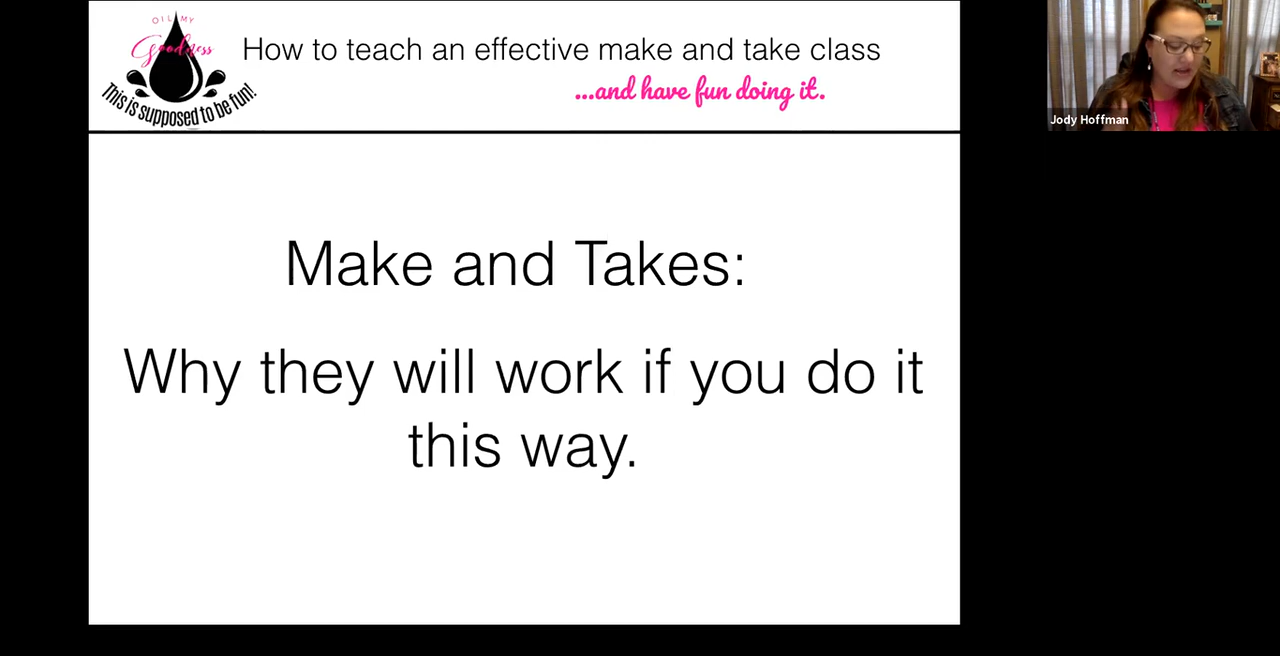 OIL MY
Goodness
This is supposed to be fun!
How to teach an effective make and take class
...and have fun doing it.
Jody Hoffman
Make and Takes:
Why they will work if you do it
this way.